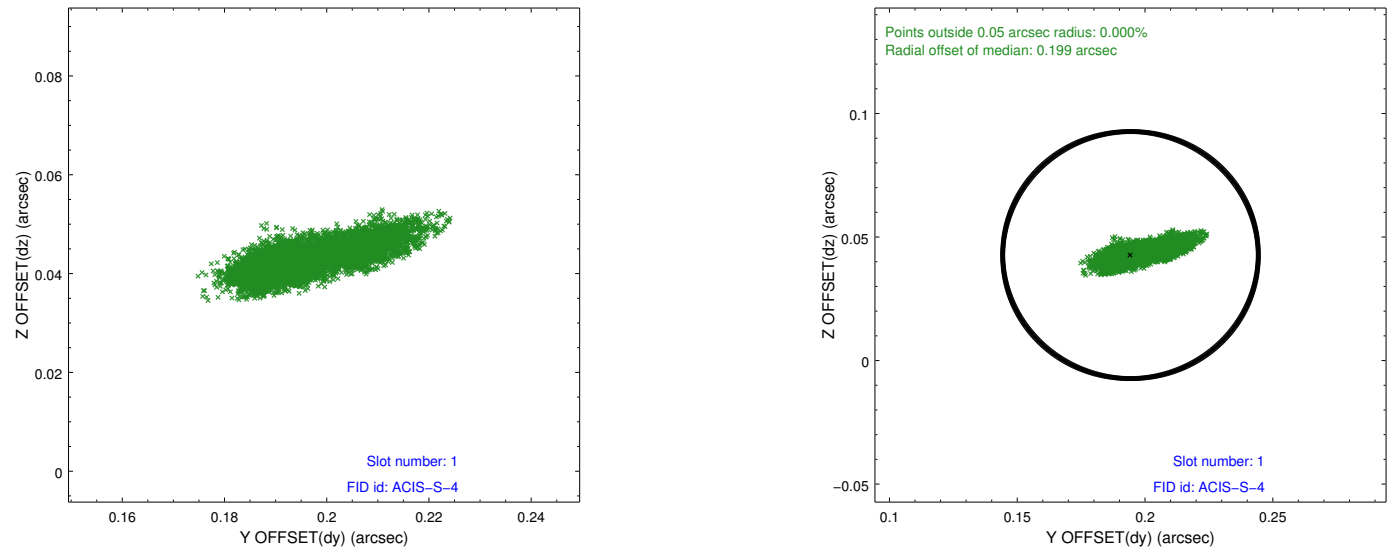 0.08
0.06
0.04
0.02
0
Z OFFSET(dz) (arcsec)
0.16
0.18
0.2
0.22
0.24
Y OFFSET(dy) (arcsec)
Slot number: 1
FID id: ACIS−S−4
Points outside 0.05 arcsec radius: 0.000%
Radial offset of median: 0.199 arcsec
0.1
0.05
0
−0.05
Z OFFSET(dz) (arcsec)
0.1
0.15
0.2
0.25
Y OFFSET(dy) (arcsec)
Slot number: 1
FID id: ACIS−S−4